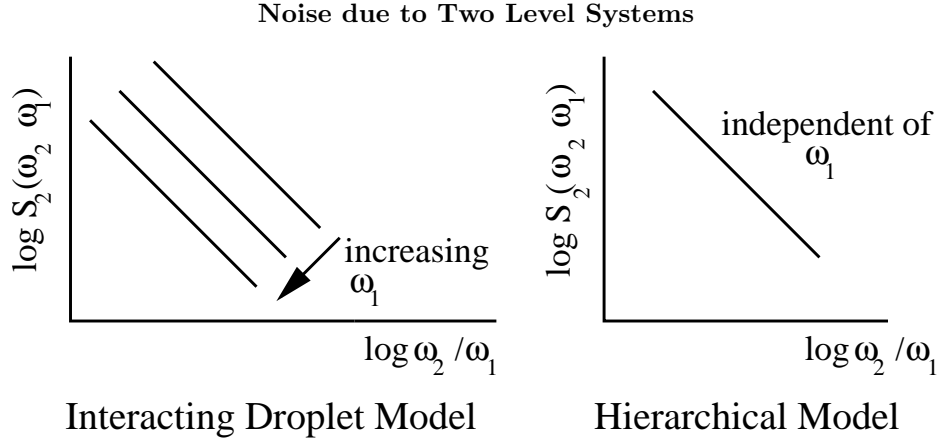 Noise due to Two Level Systems
log S₂(ω₂ ω₁)
increasing
ω₁
log ω₂/ω₁
Interacting Droplet Model
log S₂(ω₂ ω₁)
independent of
ω₁
log ω₂/ω₁
Hierarchical Model